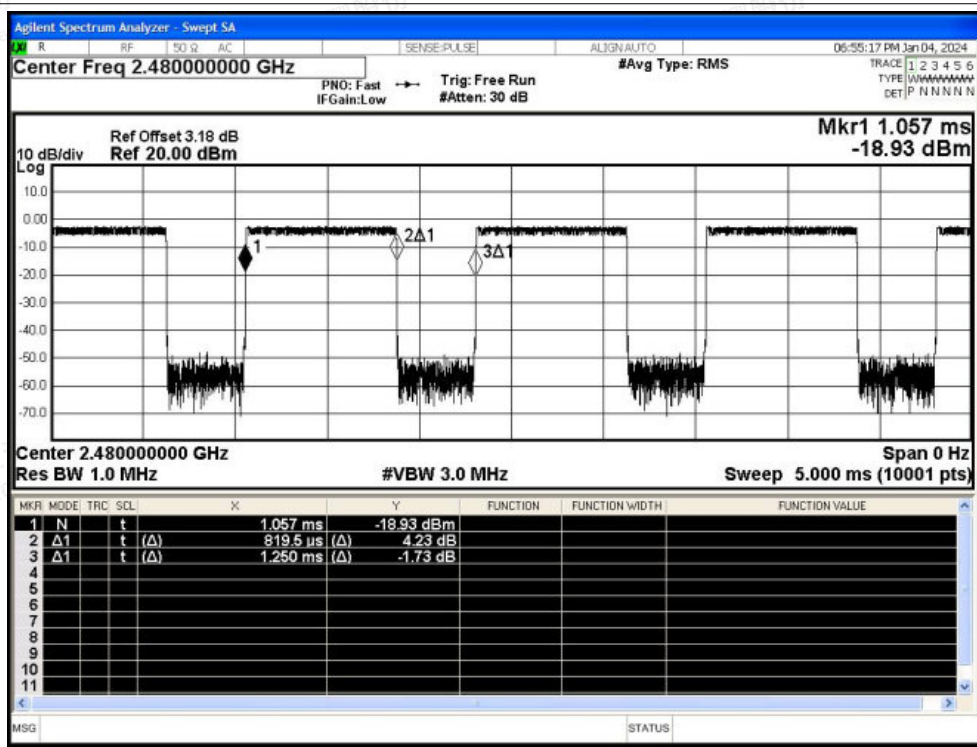 Agilent Spectrum Analyzer - Swept SA
LXI R RF 50 Ω AC SENSE:PULSE ALIGNAUTO 06:55:17 PM Jan 04, 2024
Center Freq 2.480000000 GHz #Avg Type: RMS TRACE 1 2 3 4 5 6
PNO: Fast Trig: Free Run TYPE WWWWWW
IFGain:Low #Atten: 30 dB DET P N N N N N
Mkr1 1.057 ms
Ref Offset 3.18 dB
10 dB/div Ref 20.00 dBm -18.93 dBm
Log
10.0
0.00
-10.0
-20.0
-30.0
-40.0
-50.0
-60.0
-70.0
1
2Δ1
3Δ1
Center 2.480000000 GHz Span 0 Hz
Res BW 1.0 MHz #VBW 3.0 MHz Sweep 5.000 ms (10001 pts)
MKR MODE TRC SCL X Y FUNCTION FUNCTION WIDTH FUNCTION VALUE
1 N t 1.057 ms -18.93 dBm
2 Δ1 t (Δ) 819.5 µs (Δ) 4.23 dB
3 Δ1 t (Δ) 1.250 ms (Δ) -1.73 dB
4
5
6
7
8
9
10
11
MSG STATUS